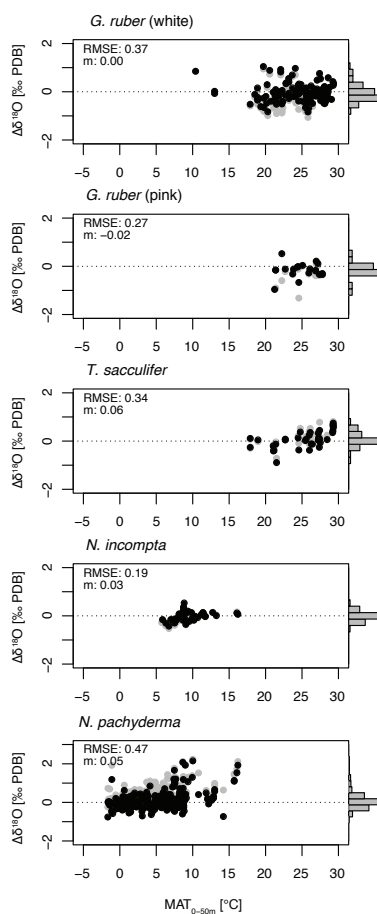 G. ruber (white)
RMSE: 0.37
m: 0.00
Δδ¹⁸O [‰ PDB]
2
0
−2
−5 0 5 10 15 20 25 30
G. ruber (pink)
RMSE: 0.27
m: −0.02
Δδ¹⁸O [‰ PDB]
2
0
−2
−5 0 5 10 15 20 25 30
T. sacculifer
RMSE: 0.34
m: 0.06
Δδ¹⁸O [‰ PDB]
2
0
−2
−5 0 5 10 15 20 25 30
N. incompta
RMSE: 0.19
m: 0.03
Δδ¹⁸O [‰ PDB]
2
0
−2
−5 0 5 10 15 20 25 30
N. pachyderma
RMSE: 0.47
m: 0.05
Δδ¹⁸O [‰ PDB]
2
0
−2
−5 0 5 10 15 20 25 30
MAT₀₋₅₀ₘ [°C]